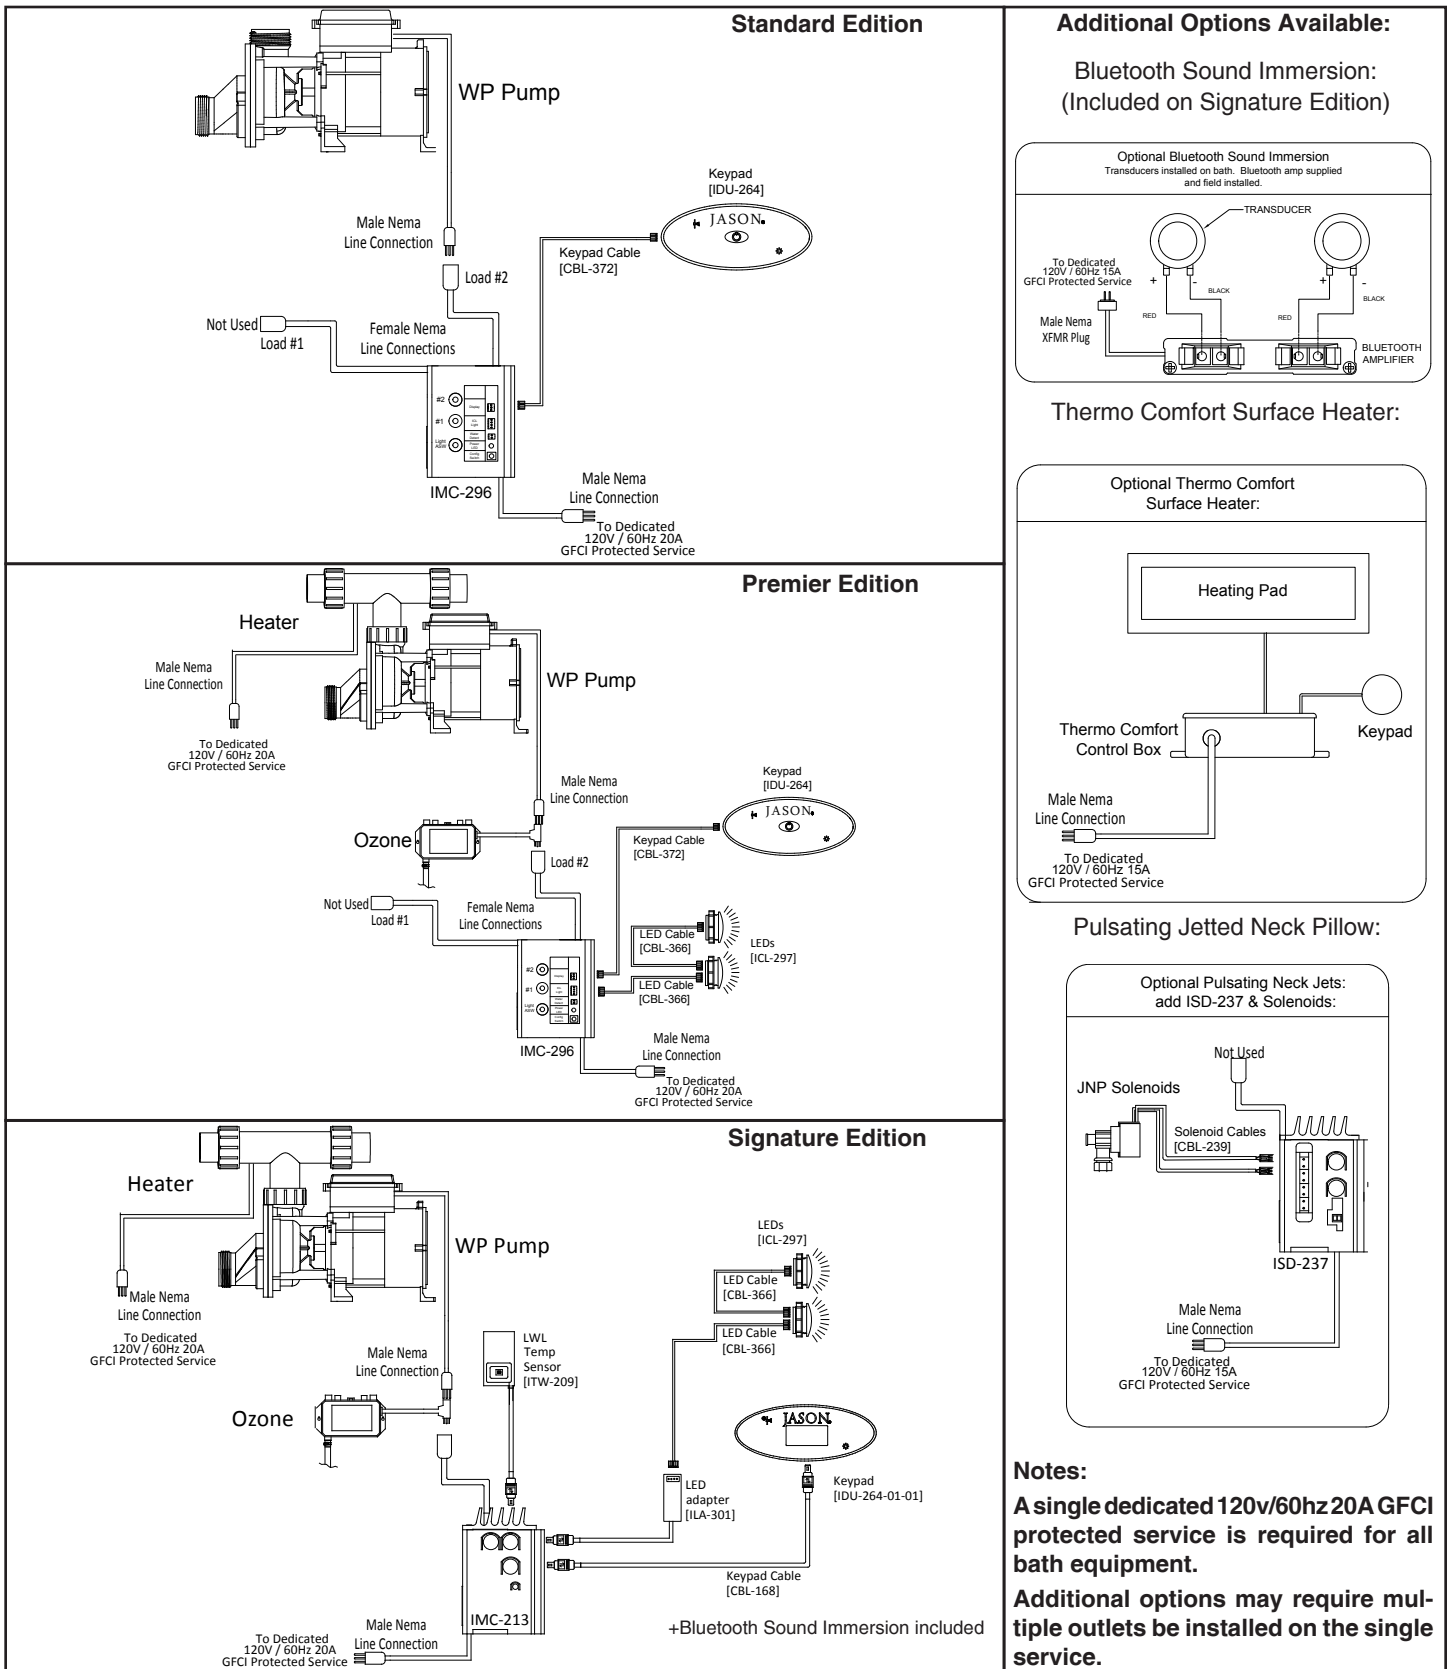 Standard Edition
WP Pump
Keypad
[IDU-264]
JASON
Male Nema
Line Connection
Keypad Cable
[CBL-372]
Load #2
Not Used
Load #1
Female Nema
Line Connections
#2
Display
#1
Light
Power
LED
Config
Switch
Light
ASW
IMC-296
Male Nema
Line Connection
To Dedicated
120V / 60Hz 20A
GFCI Protected Service
Premier Edition
Heater
Male Nema
Line Connection
WP Pump
To Dedicated
120V / 60Hz 20A
GFCI Protected Service
Male Nema
Line Connection
Keypad
[IDU-264]
JASON
Ozone
Keypad Cable
[CBL-372]
Load #2
Not Used
Load #1
Female Nema
Line Connections
LED Cable
[CBL-366]
LEDs
[ICL-297]
LED Cable
[CBL-366]
#2
#1
Light
ASW
IMC-296
Male Nema
Line Connection
To Dedicated
120V / 60Hz 20A
GFCI Protected Service
Signature Edition
Heater
WP Pump
Male Nema
Line Connection
To Dedicated
120V / 60Hz 20A
GFCI Protected Service
LEDs
[ICL-297]
LED Cable
[CBL-366]
LED Cable
[CBL-366]
Male Nema
Line Connection
LWL
Temp
Sensor
[ITW-209]
Ozone
JASON
LED
adapter
[ILA-301]
Keypad
[IDU-264-01-01]
Keypad Cable
[CBL-168]
IMC-213
Male Nema
Line Connection
To Dedicated
120V / 60Hz 20A
GFCI Protected Service
+Bluetooth Sound Immersion included
Additional Options Available:
Bluetooth Sound Immersion:
(Included on Signature Edition)
Optional Bluetooth Sound Immersion
Transducers installed on bath. Bluetooth amp supplied
and field installed.
TRANSDUCER
To Dedicated
120V / 60Hz 15A
GFCI Protected Service
+
-
+
-
BLACK
BLACK
RED
RED
Male Nema
XFMR Plug
BLUETOOTH
AMPLIFIER
Thermo Comfort Surface Heater:
Optional Thermo Comfort
Surface Heater:
Heating Pad
Thermo Comfort
Control Box
Keypad
Male Nema
Line Connection
To Dedicated
120V / 60Hz 15A
GFCI Protected Service
Pulsating Jetted Neck Pillow:
Optional Pulsating Neck Jets:
add ISD-237 & Solenoids:
Not Used
JNP Solenoids
Solenoid Cables
[CBL-239]
ISD-237
Male Nema
Line Connection
To Dedicated
120V / 60Hz 15A
GFCI Protected Service
Notes:
A single dedicated 120v/60hz 20A GFCI
protected service is required for all
bath equipment.
Additional options may require mul-
tiple outlets be installed on the single
service.